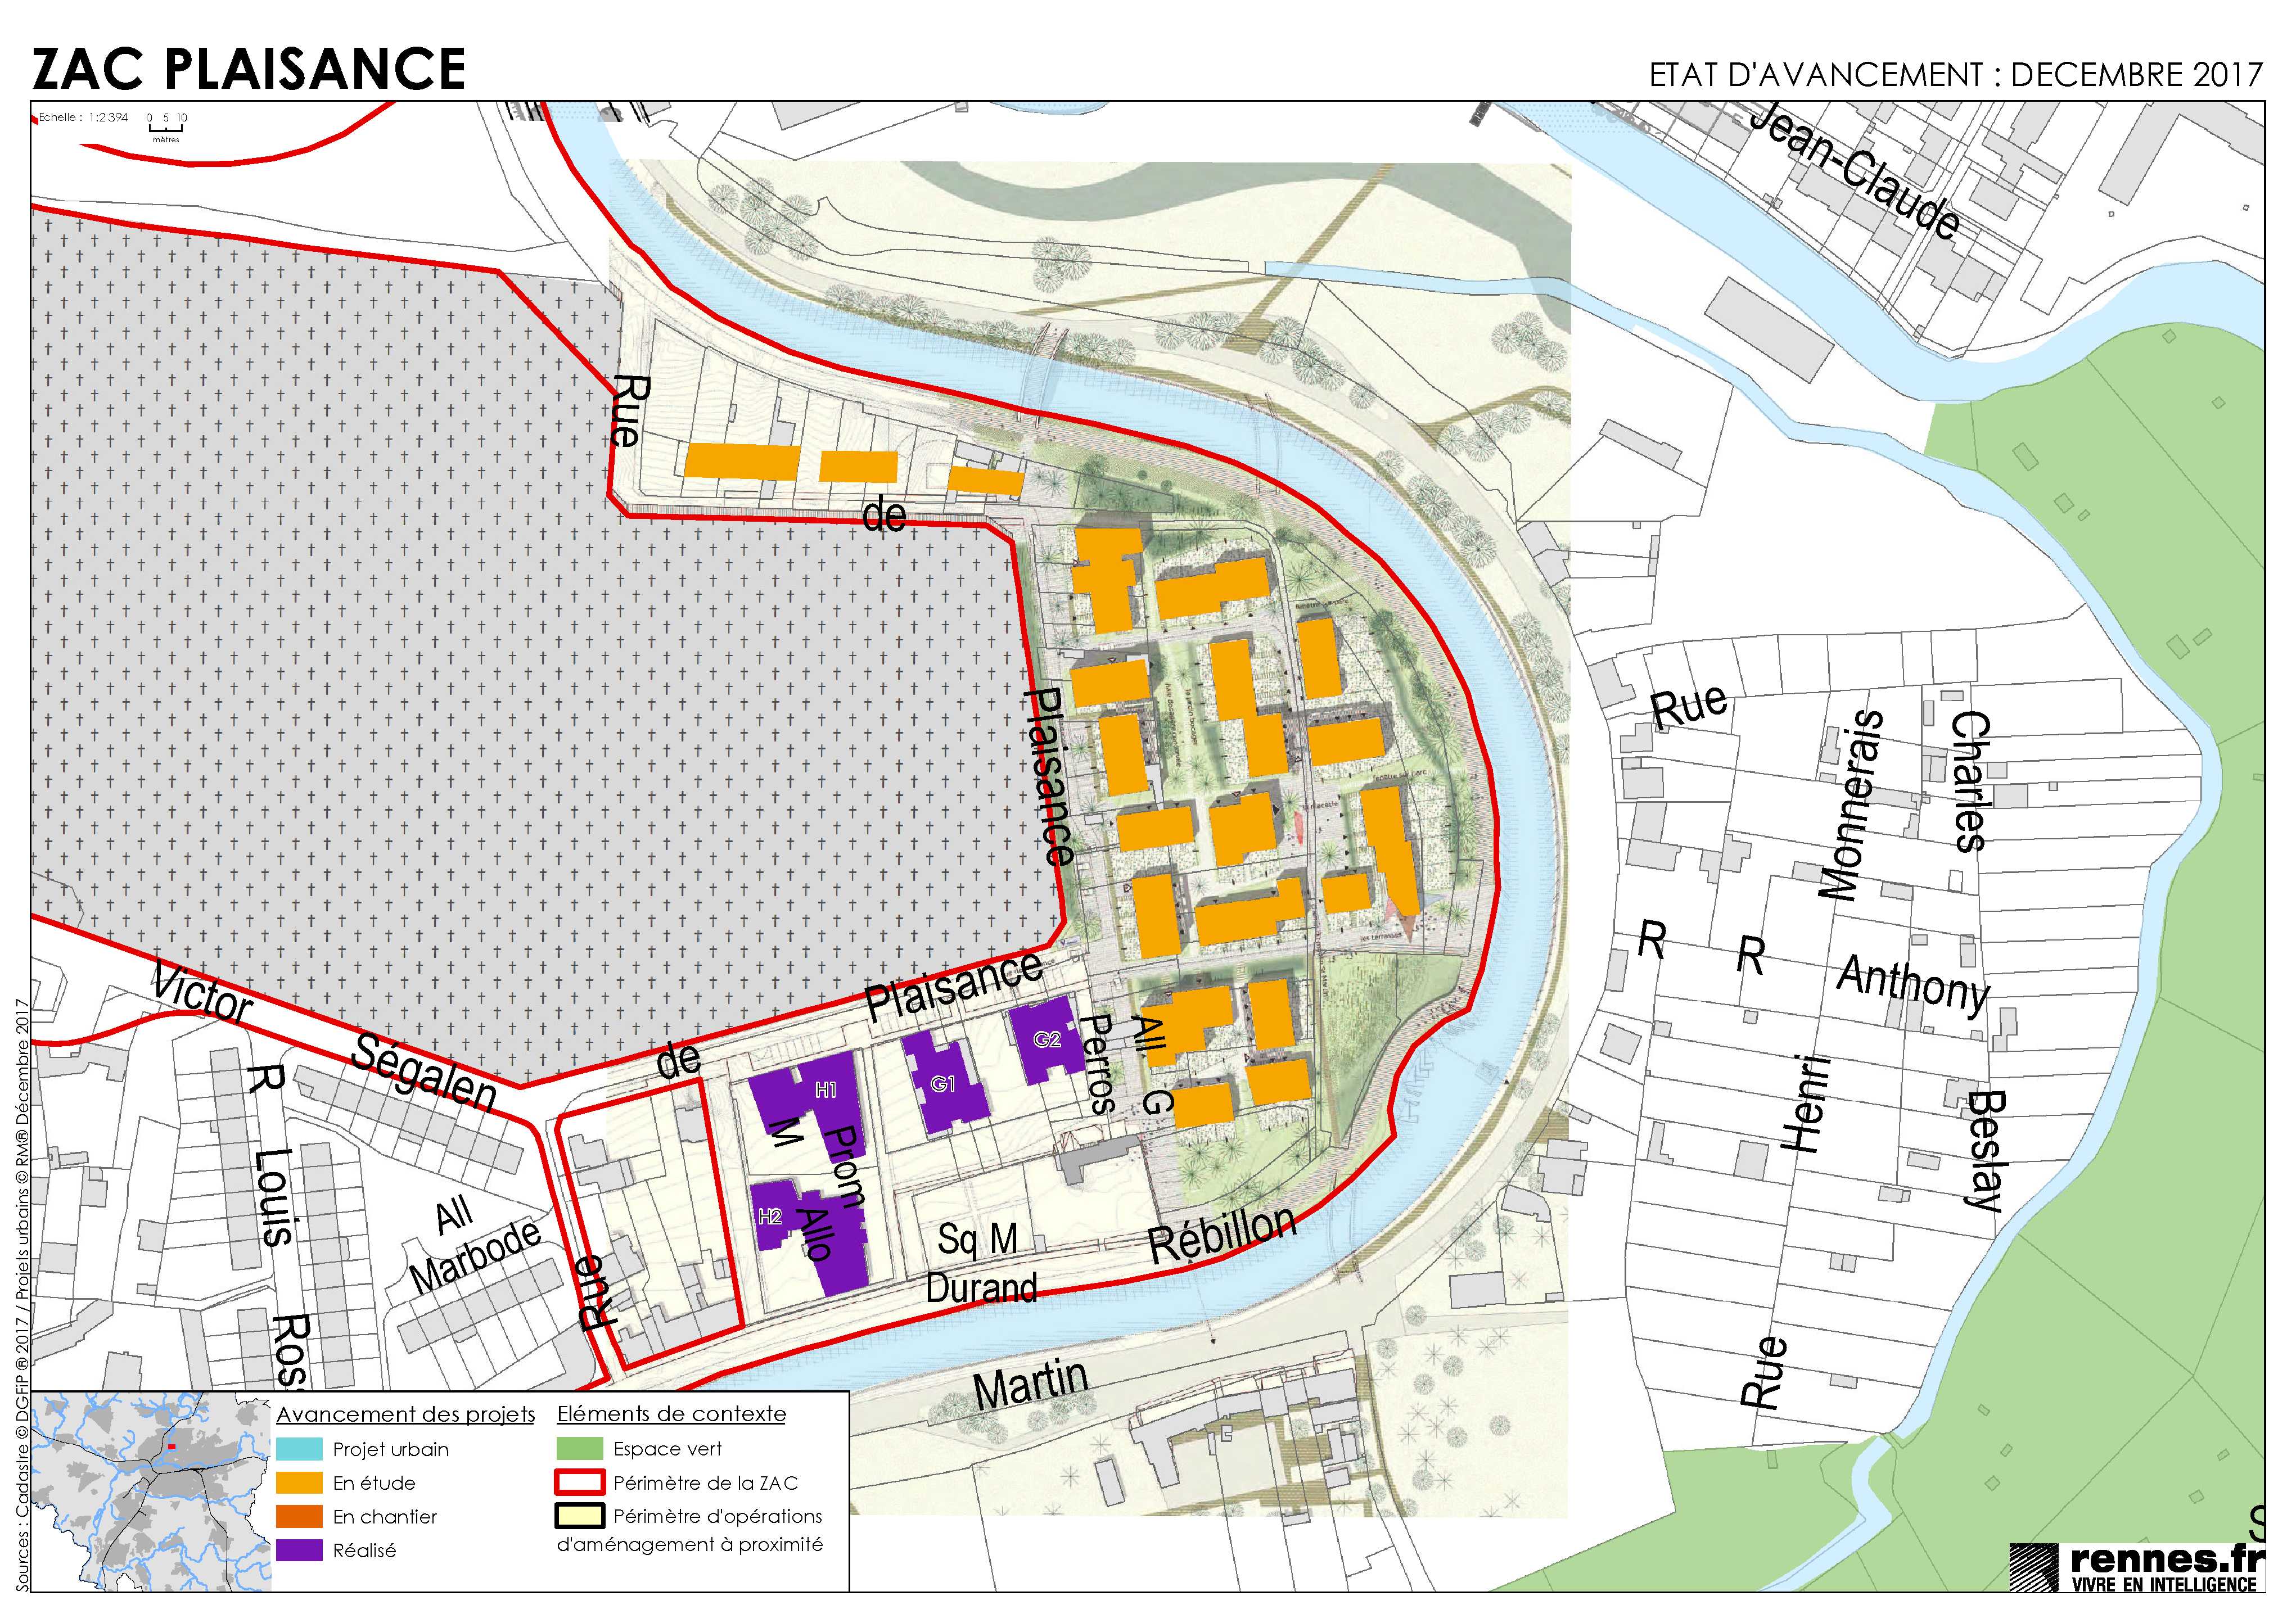 ZAC PLAISANCE
ETAT D'AVANCEMENT : DECEMBRE 2017
Echelle : 1:2 394
0 5 10
mètres
Jean-Claude
Rue
de
Plaisance
Rue
Monnerais
Charles
R
R
Anthony
Victor
Ségalen
Plaisance
de
G2
G1
H1
M
Prom
H2
Allo
Perros
All
G
Henri
Beslay
R
Louis
Ros
All
Marbode
Rue
Sq M
Durand
Rébillon
Martin
Rue
les terrasses
Avancement des projets
Projet urbain
En étude
En chantier
Réalisé
Eléments de contexte
Espace vert
Périmètre de la ZAC
Périmètre d'opérations
d'aménagement à proximité
Sources : Cadastre © DGFiP ® 2017 / Projets urbains © RM® Décembre 2017
S
rennes.fr
VIVRE EN INTELLIGENCE